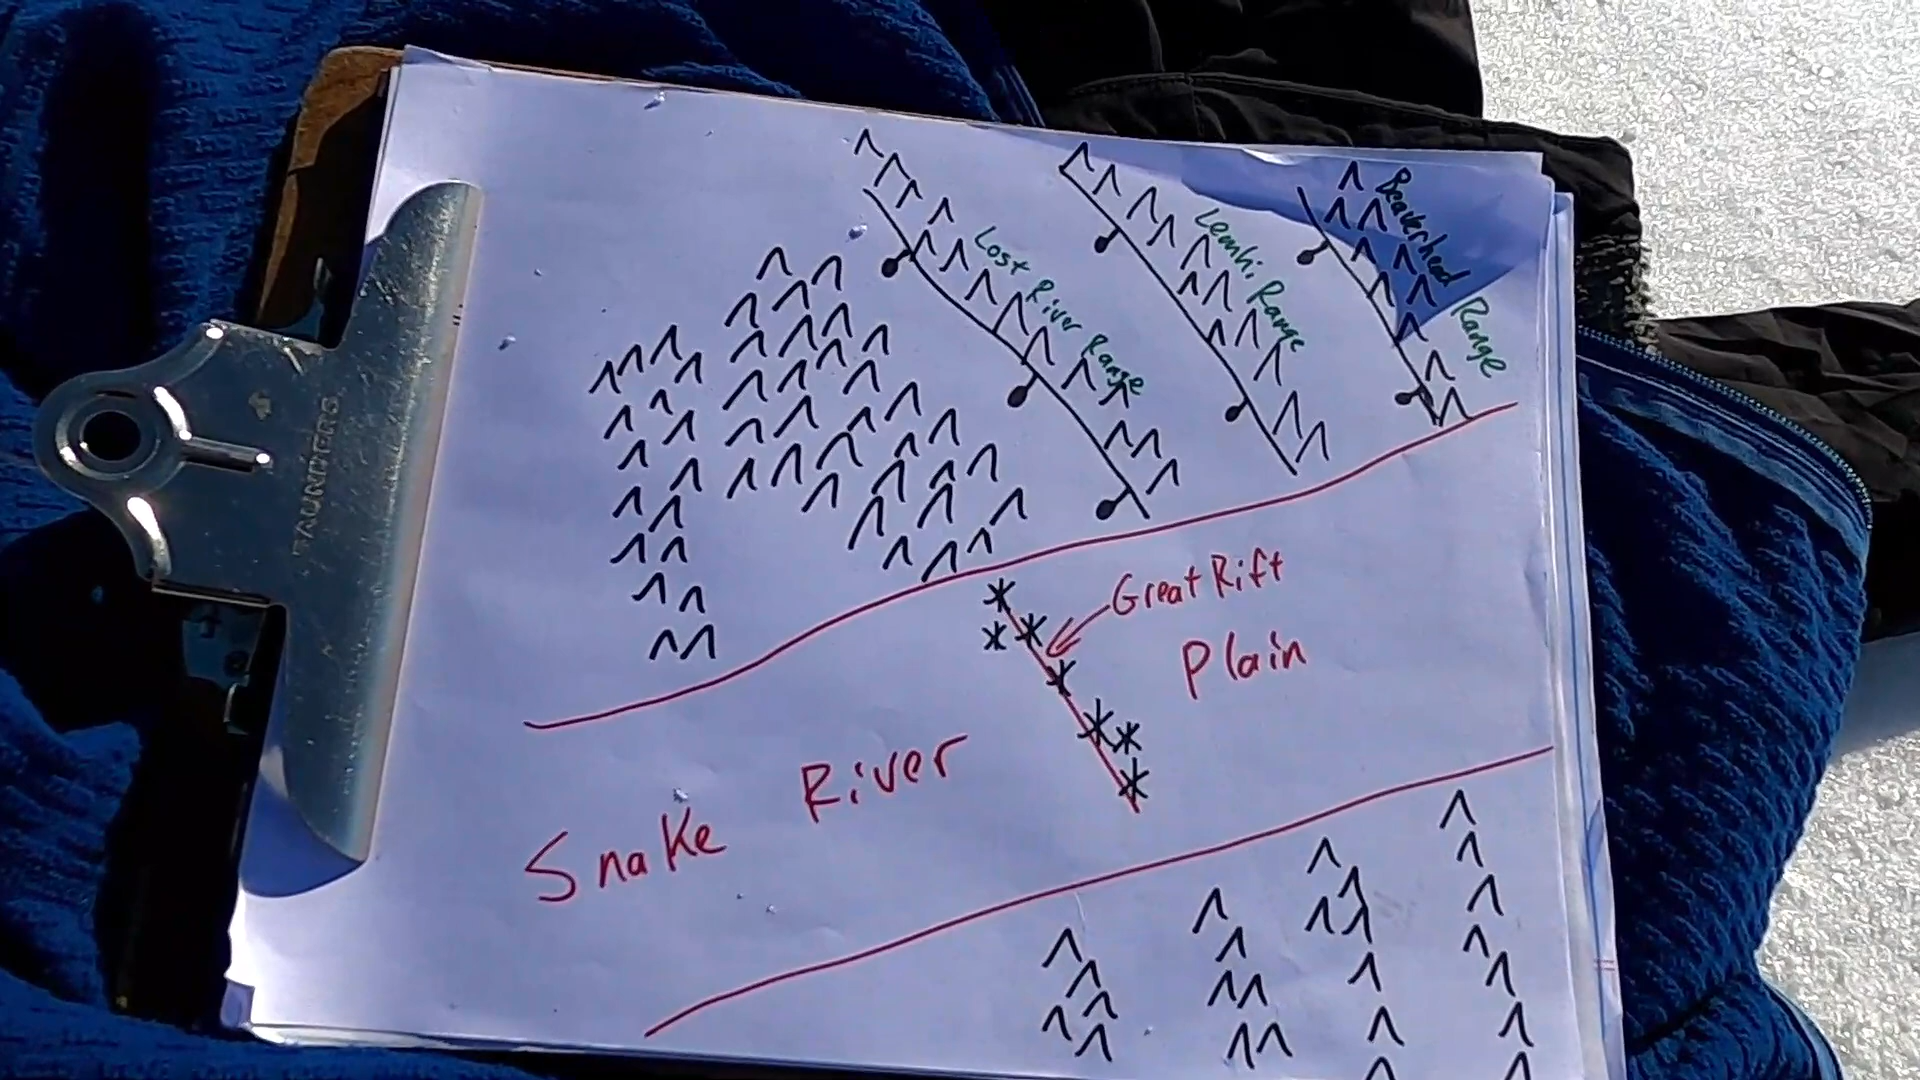 Lost River Range
Lemhi Range
Beaverhead Range
Great Rift
Snake River Plain
SAUNDERS